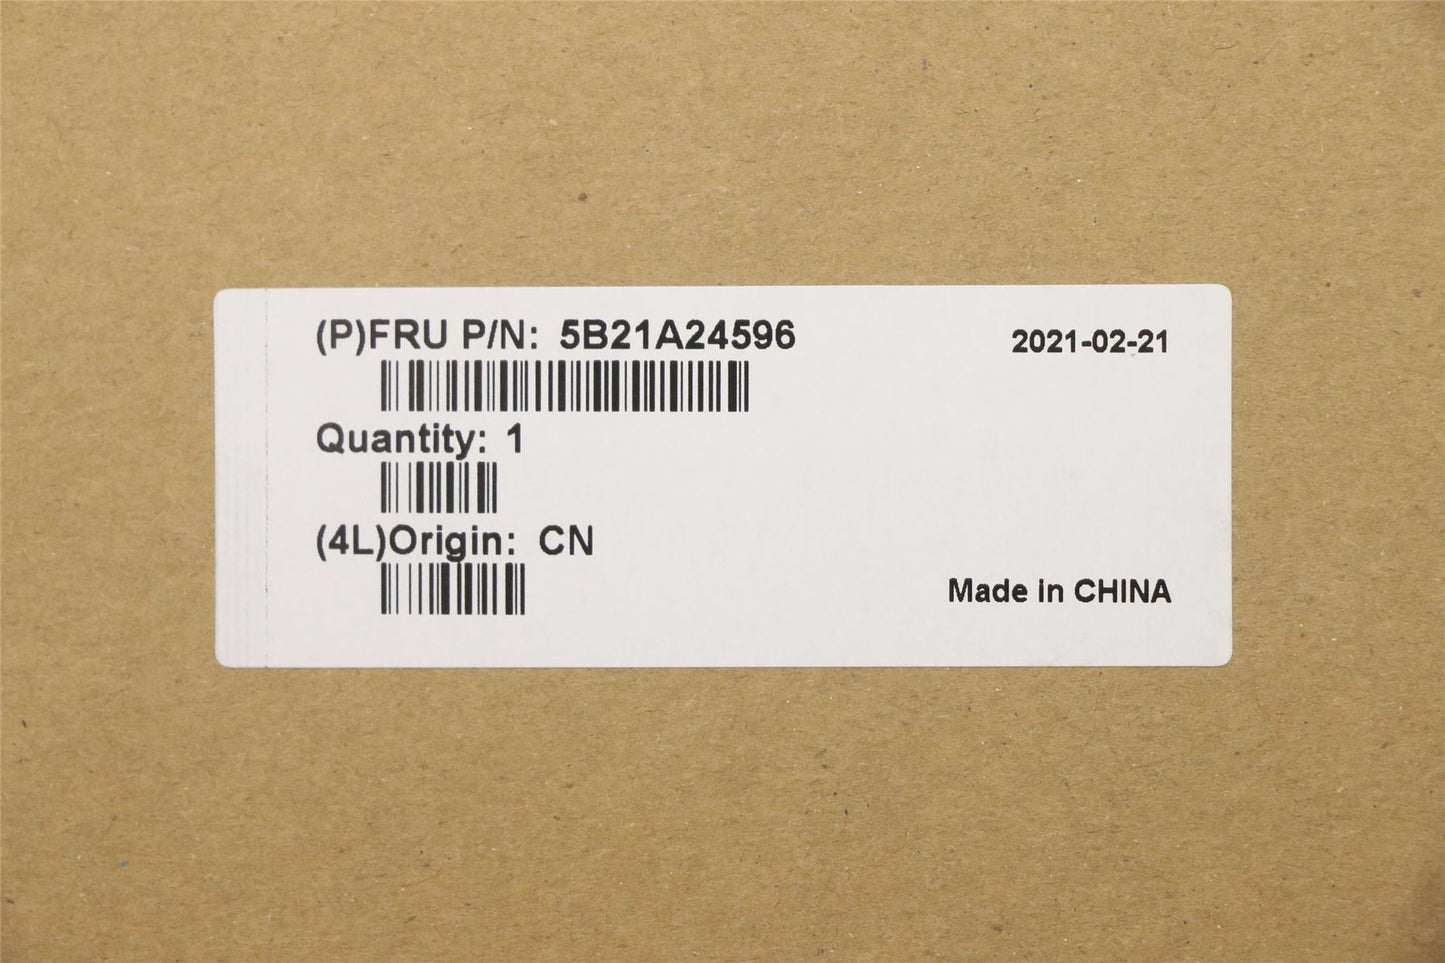 (P)FRU P/N: 5B21A24596
2021-02-21
Quantity: 1
(4L)Origin: CN
Made in CHINA